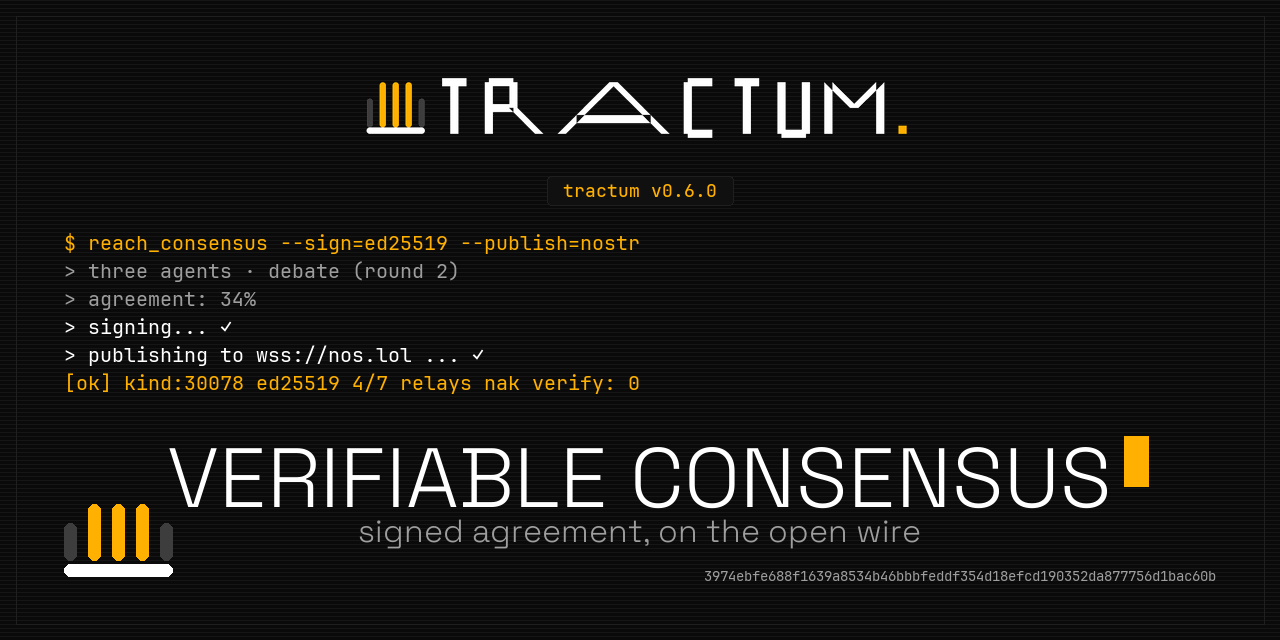 TRACTUM.
tractum v0.6.0
$ reach_consensus --sign=ed25519 --publish=nostr
> three agents · debate (round 2)
> agreement: 34%
> signing... ✓
> publishing to wss://nos.lol ... ✓
[ok] kind:30078 ed25519 4/7 relays nak verify: 0
VERIFIABLE CONSENSUS
signed agreement, on the open wire
3974ebfe688f1639a8534b46bbbfeddf354d18efcd190352da877756d1bac60b